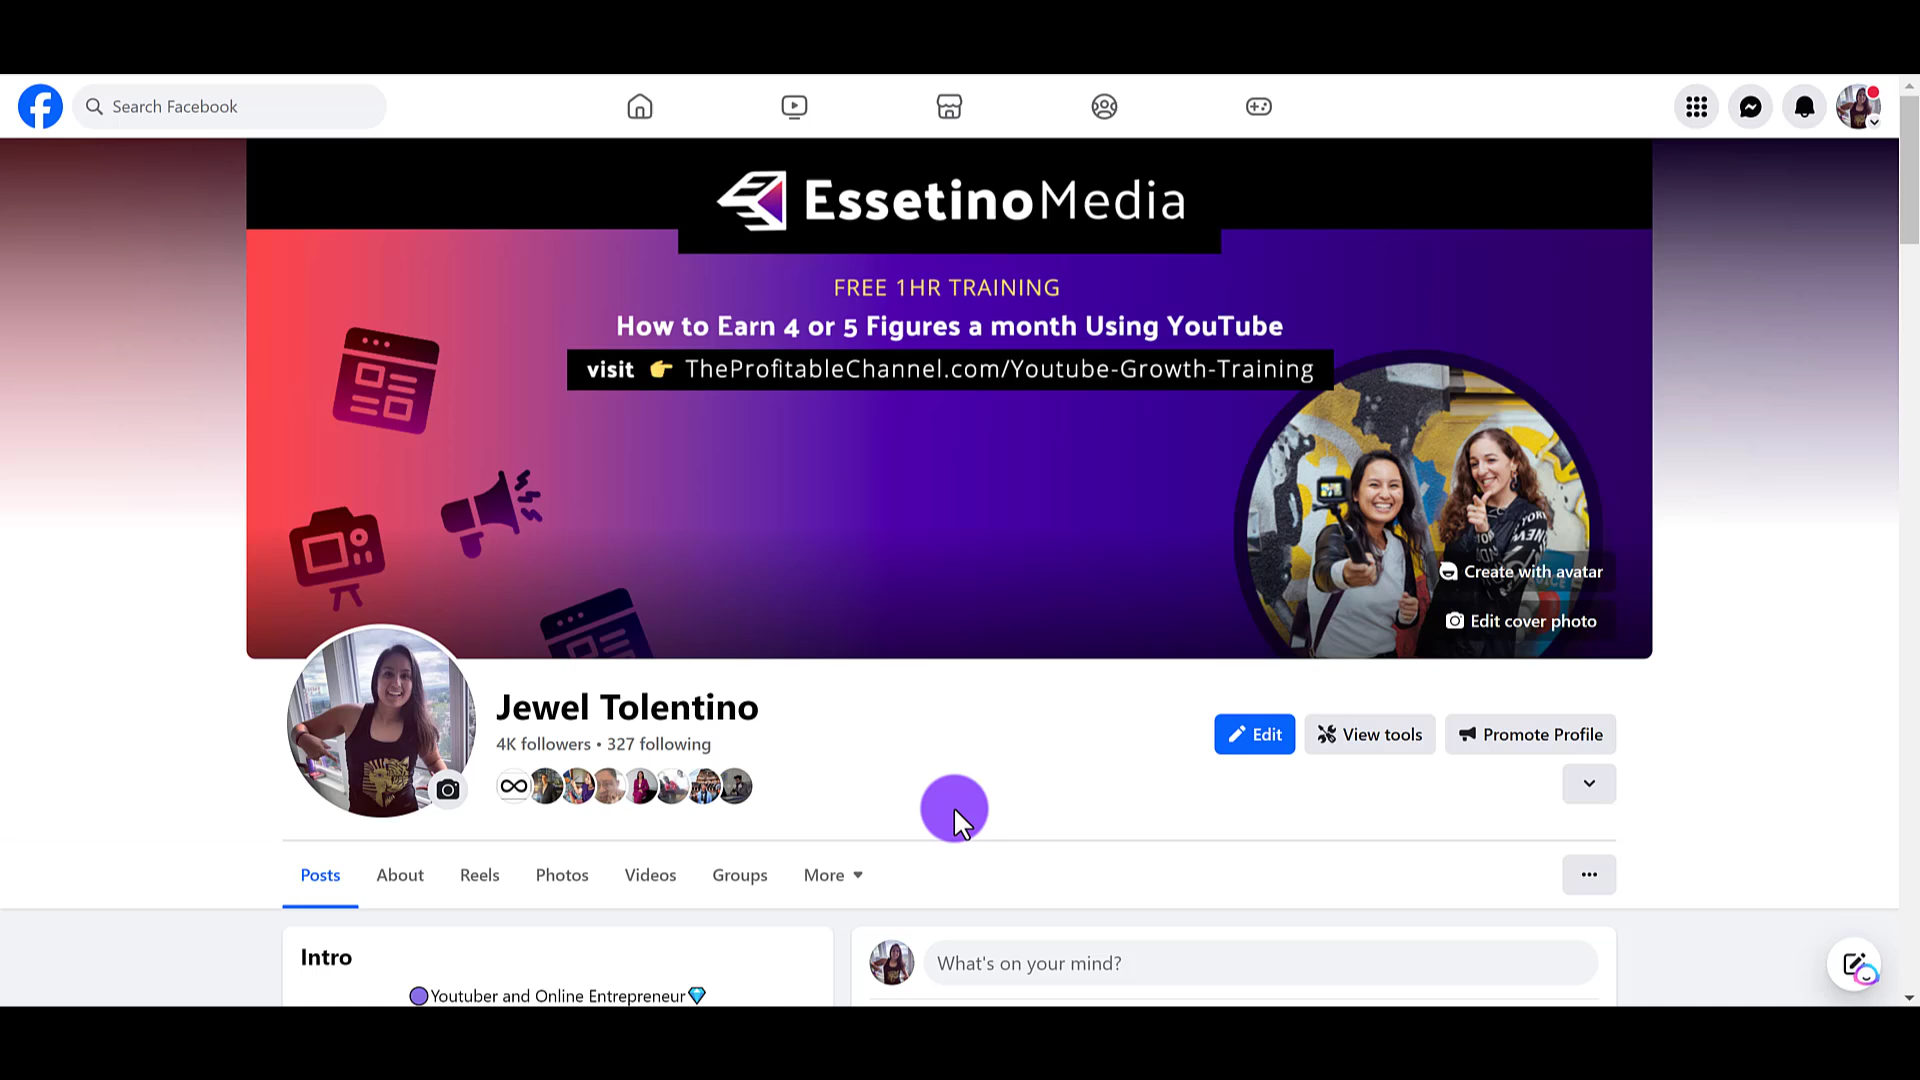 Search Facebook
EssetinoMedia
FREE 1HR TRAINING
How to Earn 4 or 5 Figures a month Using YouTube
visit 👉 TheProfitableChannel.com/Youtube-Growth-Training
Create with avatar
Edit cover photo
Jewel Tolentino
4K followers • 327 following
Edit
View tools
Promote Profile
Posts
About
Reels
Photos
Videos
Groups
More
Intro
What's on your mind?
🟣Youtuber and Online Entrepreneur💎